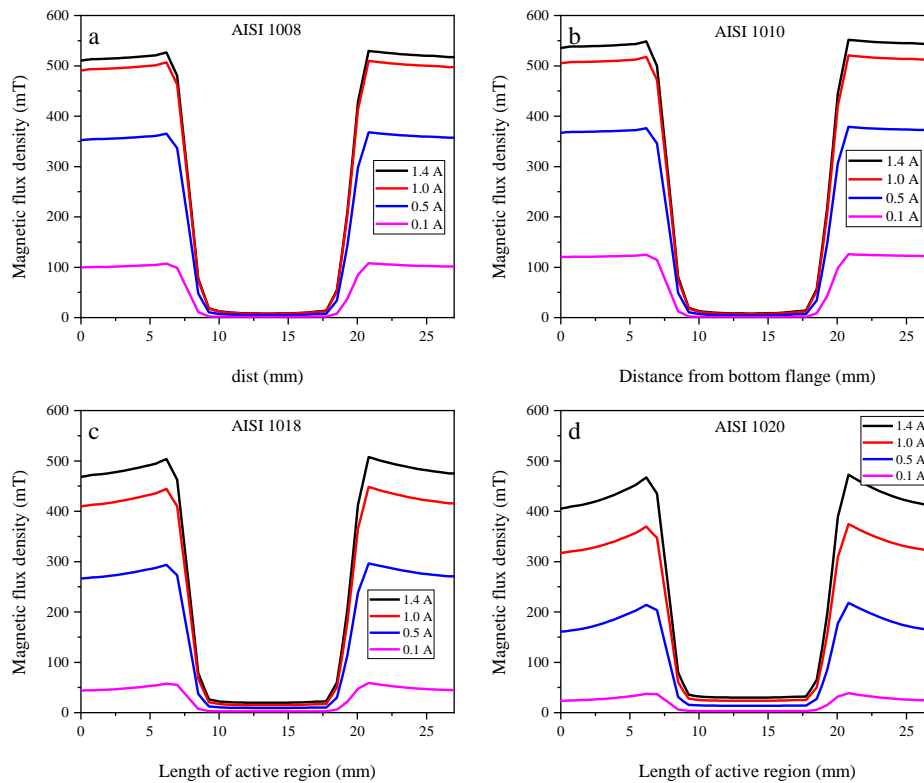 a
AISI 1008
Magnetic flux density (mT)
600
500
400
300
200
100
0
1.4 A
1.0 A
0.5 A
0.1 A
0 5 10 15 20 25
dist (mm)
b
AISI 1010
Magnetic flux density (mT)
600
500
400
300
200
100
0
1.4 A
1.0 A
0.5 A
0.1 A
0 5 10 15 20 25
Distance from bottom flange (mm)
c
AISI 1018
Magnetic flux density (mT)
600
500
400
300
200
100
0
1.4 A
1.0 A
0.5 A
0.1 A
0 5 10 15 20 25
Length of active region (mm)
d
AISI 1020
Magnetic flux density (mT)
600
500
400
300
200
100
0
1.4 A
1.0 A
0.5 A
0.1 A
0 5 10 15 20 25
Length of active region (mm)